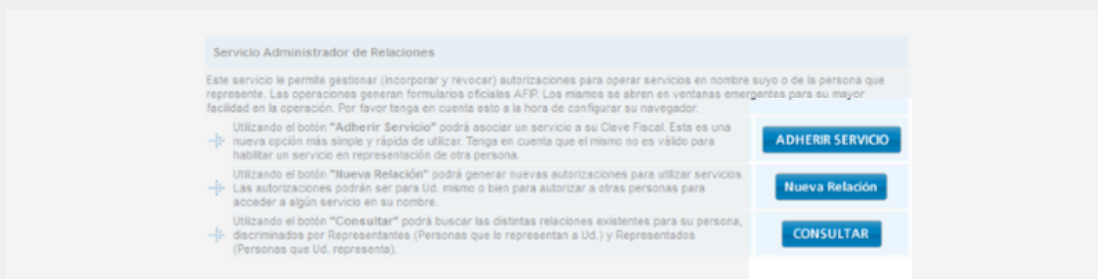 Servicio Administrador de Relaciones
Este servicio le permite gestionar (incorporar y revocar) autorizaciones para operar servicios en nombre suyo o de la persona que
represente. Las operaciones generan formularios oficiales AFIP. Los mismos se abren en ventanas emergentes para su mayor
facilidad en la operación. Por favor tenga en cuenta esto a la hora de configurar su navegador.
Utilizando el botón "Adherir Servicio" podrá asociar un servicio a su Clave Fiscal. Esta es una
nueva opción más simple y rápida de utilizar. Tenga en cuenta que el mismo no es válido para
habilitar un servicio en representación de otra persona.
ADHERIR SERVICIO
Utilizando el botón "Nueva Relación" podrá generar nuevas autorizaciones para utilizar servicios.
Las autorizaciones podrán ser para Ud. mismo o bien para autorizar a otras personas para
acceder a algún servicio en su nombre.
Nueva Relación
Utilizando el botón "Consultar" podrá buscar las distintas relaciones existentes para su persona,
discriminados por Representantes (Personas que lo representan a Ud.) y Representados
(Personas que Ud. representa).
CONSULTAR